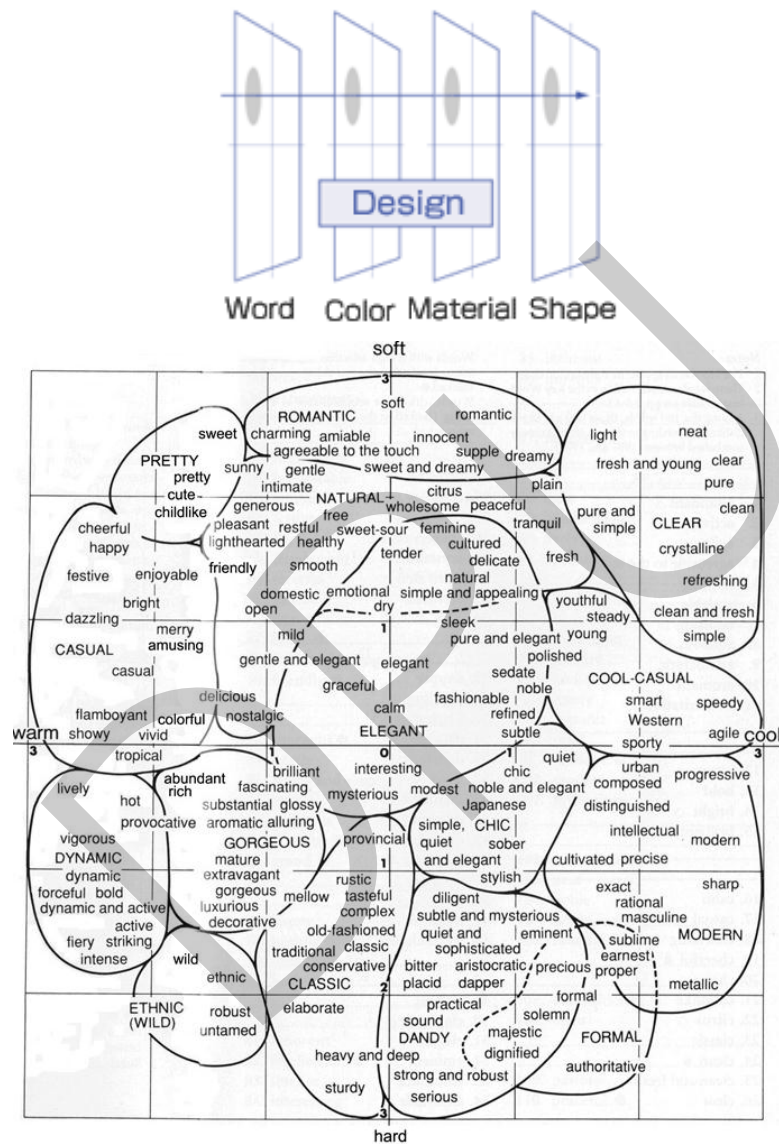 Design
Word Color Material Shape
soft
3
soft
ROMANTIC romantic
sweet charming amiable innocent light neat
agreeable to the touch supple dreamy
PRETTY sunny gentle sweet and dreamy fresh and young clear
pretty intimate plain pure
cute NATURAL citrus
childlike generous free wholesome peaceful pure and simple clean
cheerful pleasant restful sweet-sour feminine tranquil CLEAR
happy lighthearted healthy cultured
tender fresh crystalline
festive enjoyable friendly smooth delicate
natural refreshing
domestic emotional simple and appealing
bright open dry youthful
dazzling steady clean and fresh
1
merry mild sleek young simple
amusing pure and elegant
CASUAL gentle and elegant elegant polished
casual sedate COOL-CASUAL
graceful noble
delicious fashionable smart speedy
flamboyant colorful nostalgic calm refined Western
showy vivid ELEGANT subtle agile
sporty
warm cool
3 1 0 1 3
tropical quiet
abundant brilliant interesting chic urban progressive
lively rich fascinating composed
hot mysterious modest noble and elegant
substantial glossy Japanese distinguished
provocative aromatic alluring
provincial simple, CHIC intellectual
vigorous GORGEOUS quiet sober modern
DYNAMIC mature 1 and elegant cultivated precise
dynamic extravagant rustic stylish sharp
forceful bold gorgeous mellow tasteful diligent exact
dynamic and active luxurious complex rational
decorative subtle and mysterious masculine
active old-fashioned quiet and eminent
fiery striking classic sophisticated sublime MODERN
intense wild traditional earnest
conservative bitter aristocratic precious proper
ethnic CLASSIC 2 placid dapper metallic
formal
ETHNIC robust elaborate practical solemn
(WILD) untamed sound
DANDY majestic FORMAL
heavy and deep dignified
strong and robust authoritative
sturdy serious
3
hard
DPU